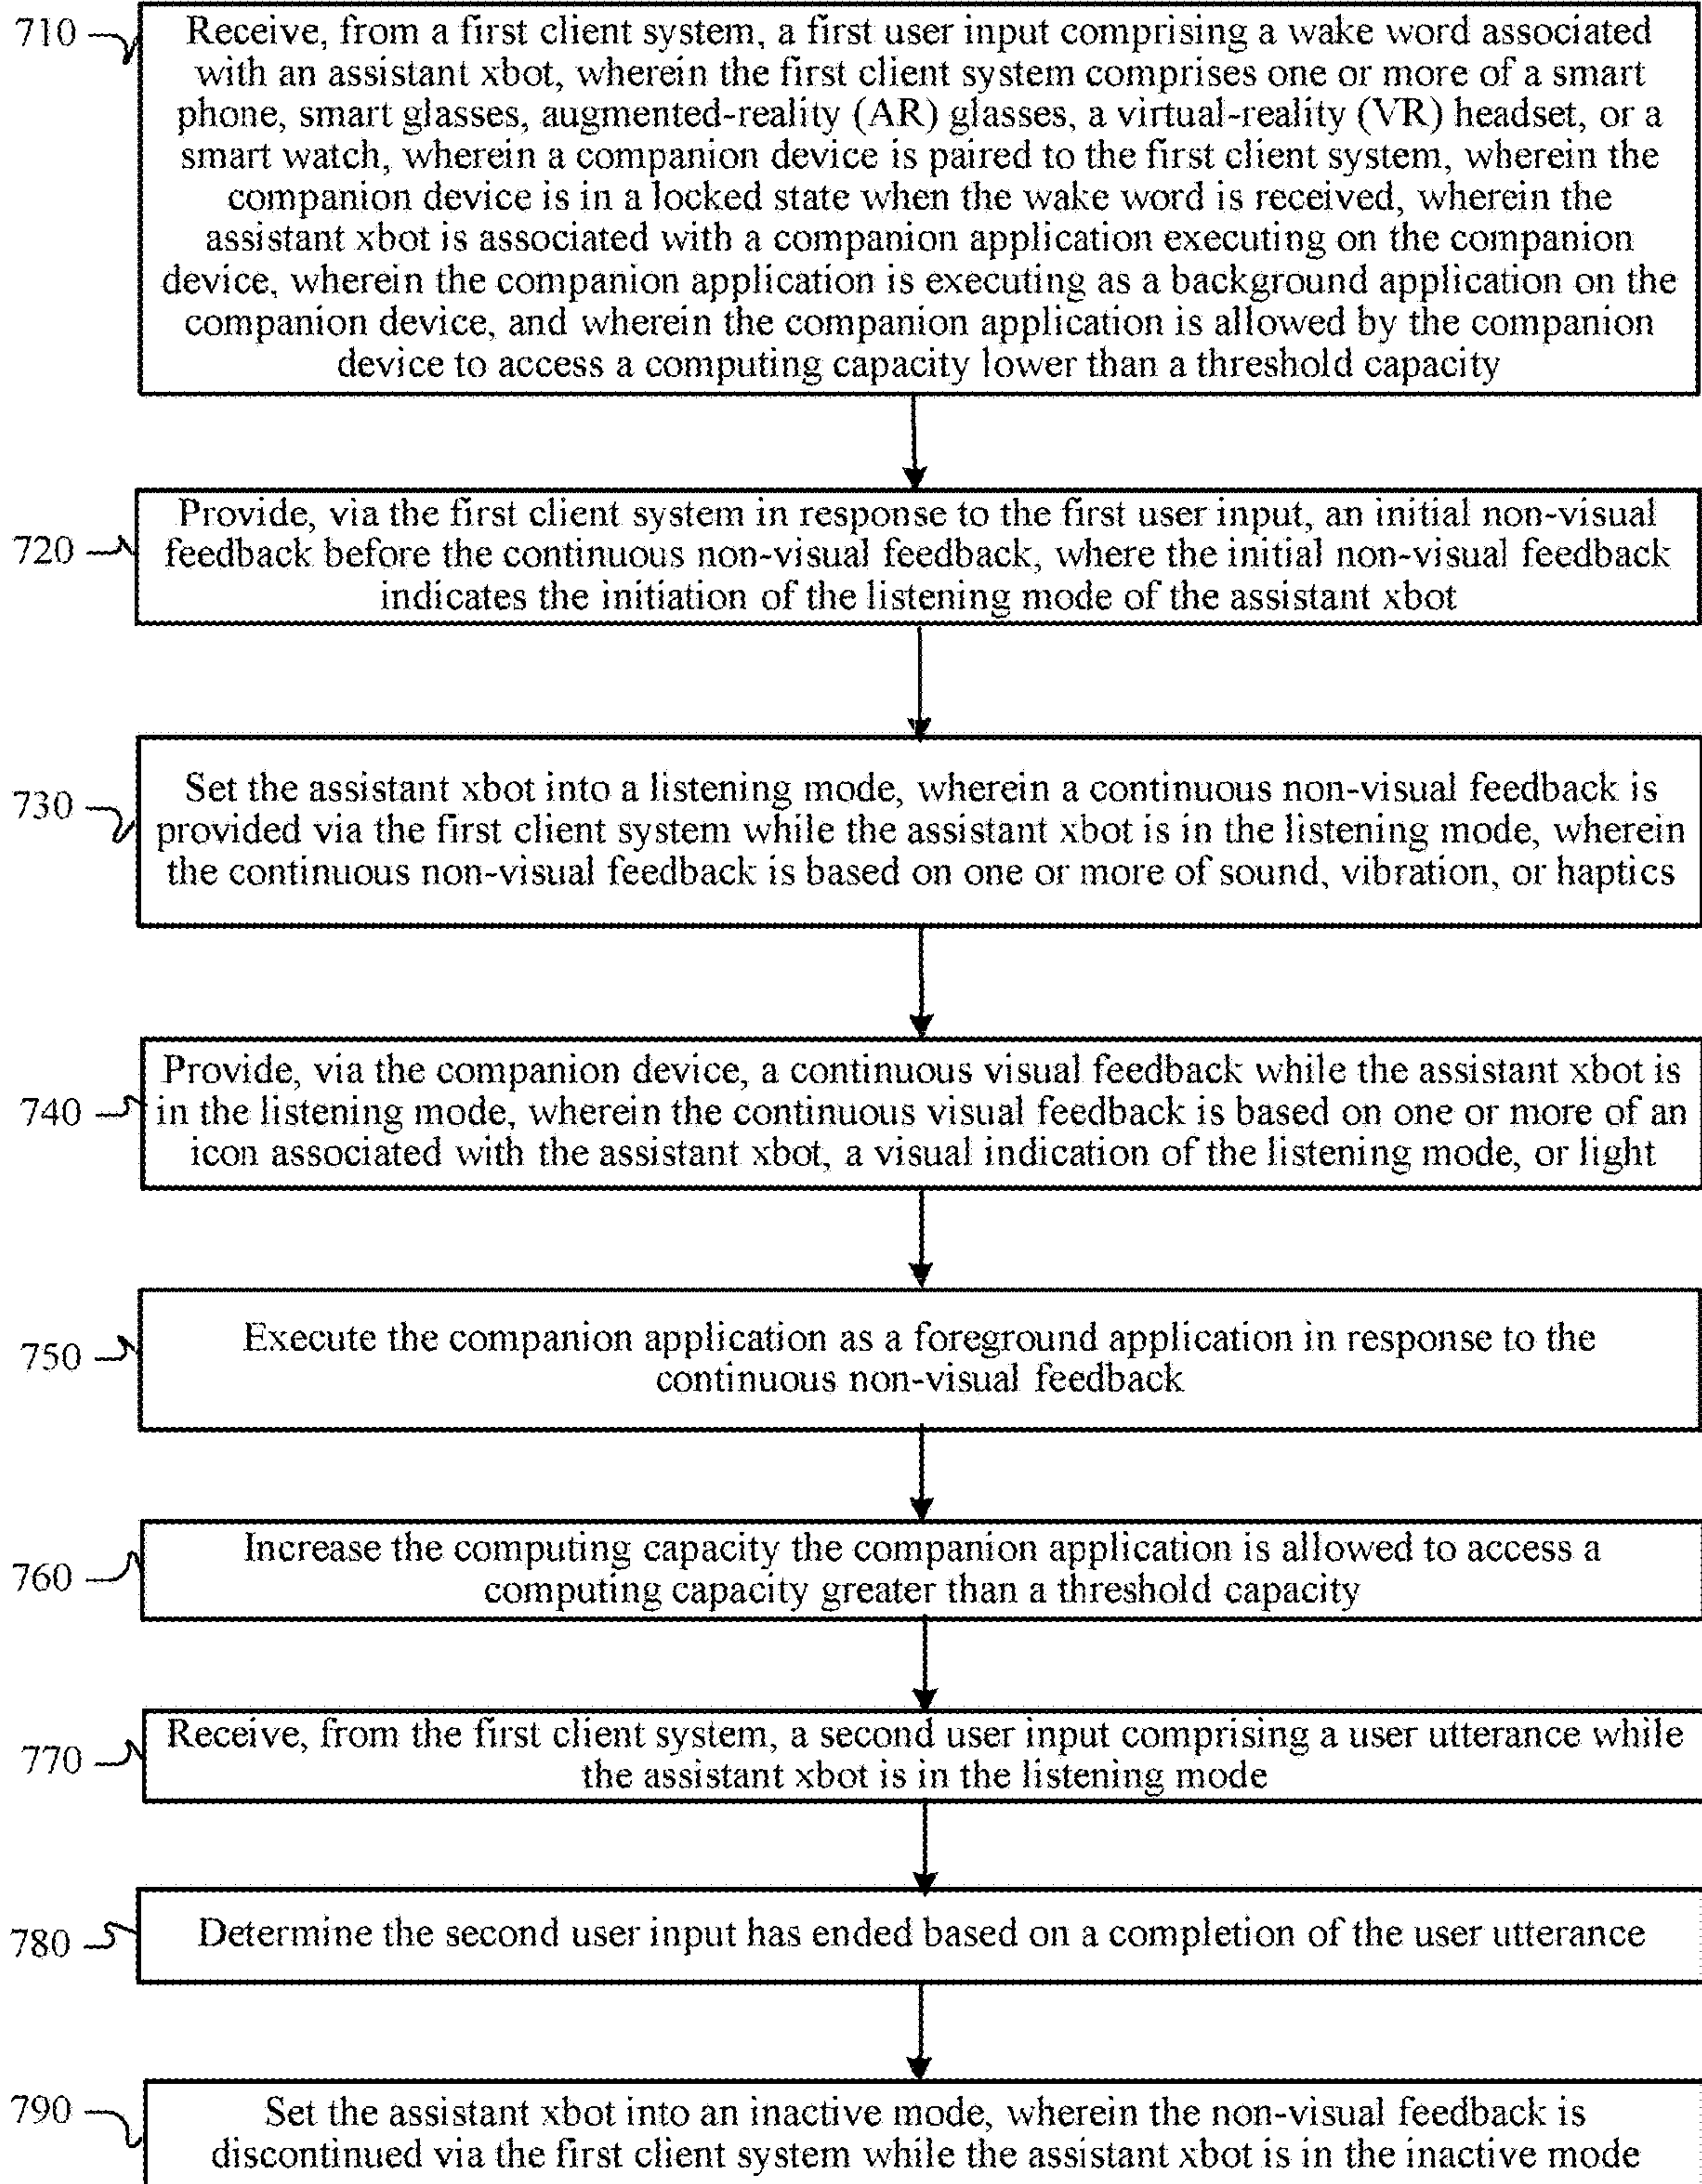 710
Receive, from a first client system, a first user input comprising a wake word associated
with an assistant xbot, wherein the first client system comprises one or more of a smart
phone, smart glasses, augmented-reality (AR) glasses, a virtual-reality (VR) headset, or a
smart watch, wherein a companion device is paired to the first client system, wherein the
companion device is in a locked state when the wake word is received, wherein the
assistant xbot is associated with a companion application executing on the companion
device, wherein the companion application is executing as a background application on the
companion device, and wherein the companion application is allowed by the companion
device to access a computing capacity lower than a threshold capacity
720
Provide, via the first client system in response to the first user input, an initial non-visual
feedback before the continuous non-visual feedback, where the initial non-visual feedback
indicates the initiation of the listening mode of the assistant xbot
730
Set the assistant xbot into a listening mode, wherein a continuous non-visual feedback is
provided via the first client system while the assistant xbot is in the listening mode, wherein
the continuous non-visual feedback is based on one or more of sound, vibration, or haptics
740
Provide, via the companion device, a continuous visual feedback while the assistant xbot is
in the listening mode, wherein the continuous visual feedback is based on one or more of an
icon associated with the assistant xbot, a visual indication of the listening mode, or light
750
Execute the companion application as a foreground application in response to the
continuous non-visual feedback
760
Increase the computing capacity the companion application is allowed to access a
computing capacity greater than a threshold capacity
770
Receive, from the first client system, a second user input comprising a user utterance while
the assistant xbot is in the listening mode
780
Determine the second user input has ended based on a completion of the user utterance
790
Set the assistant xbot into an inactive mode, wherein the non-visual feedback is
discontinued via the first client system while the assistant xbot is in the inactive mode